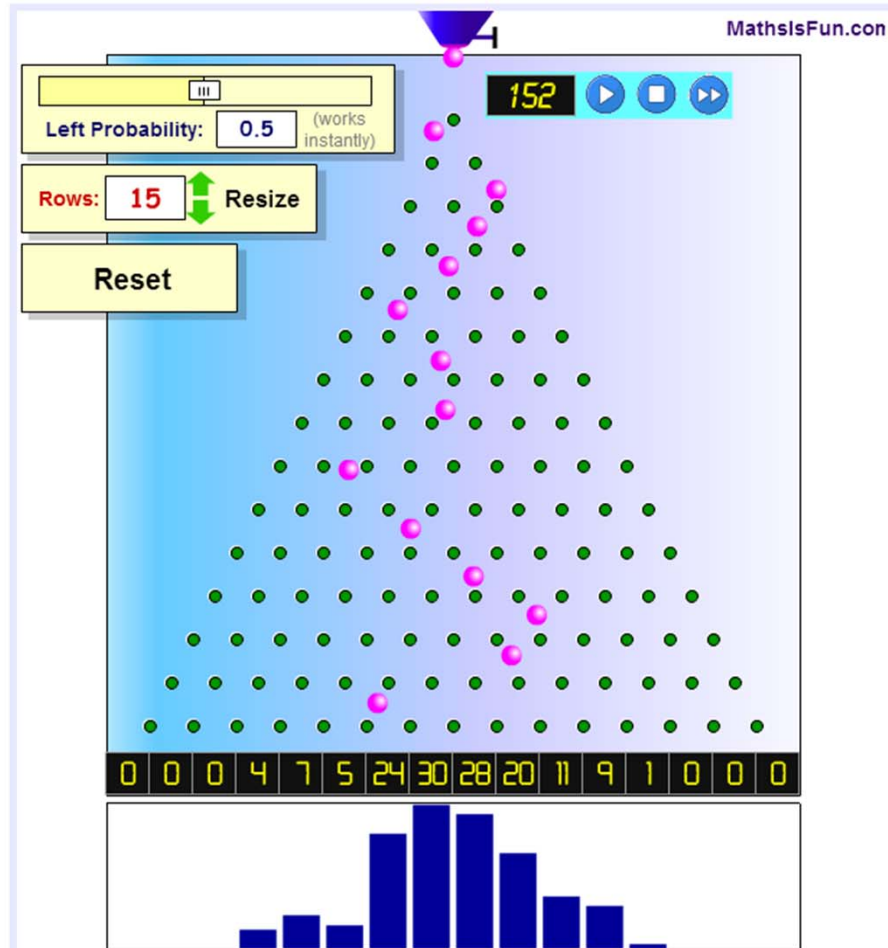 MathsIsFun.con
152
Left Probability: 0.5 (works instantly)
Rows: 15 Resize
Reset
0 0 0 4 7 5 24 30 28 20 11 9 1 0 0 0